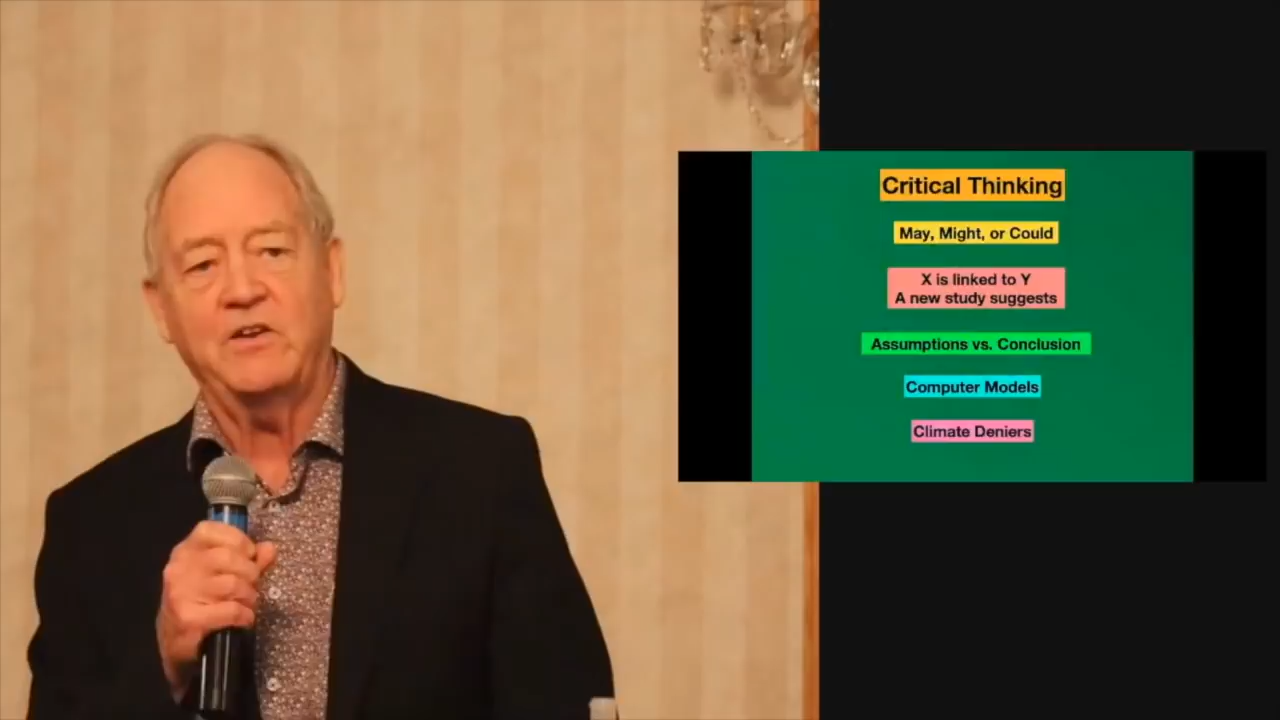 Critical Thinking
May, Might, or Could
X is linked to Y
A new study suggests
Assumptions vs. Conclusion
Computer Models
Climate Deniers